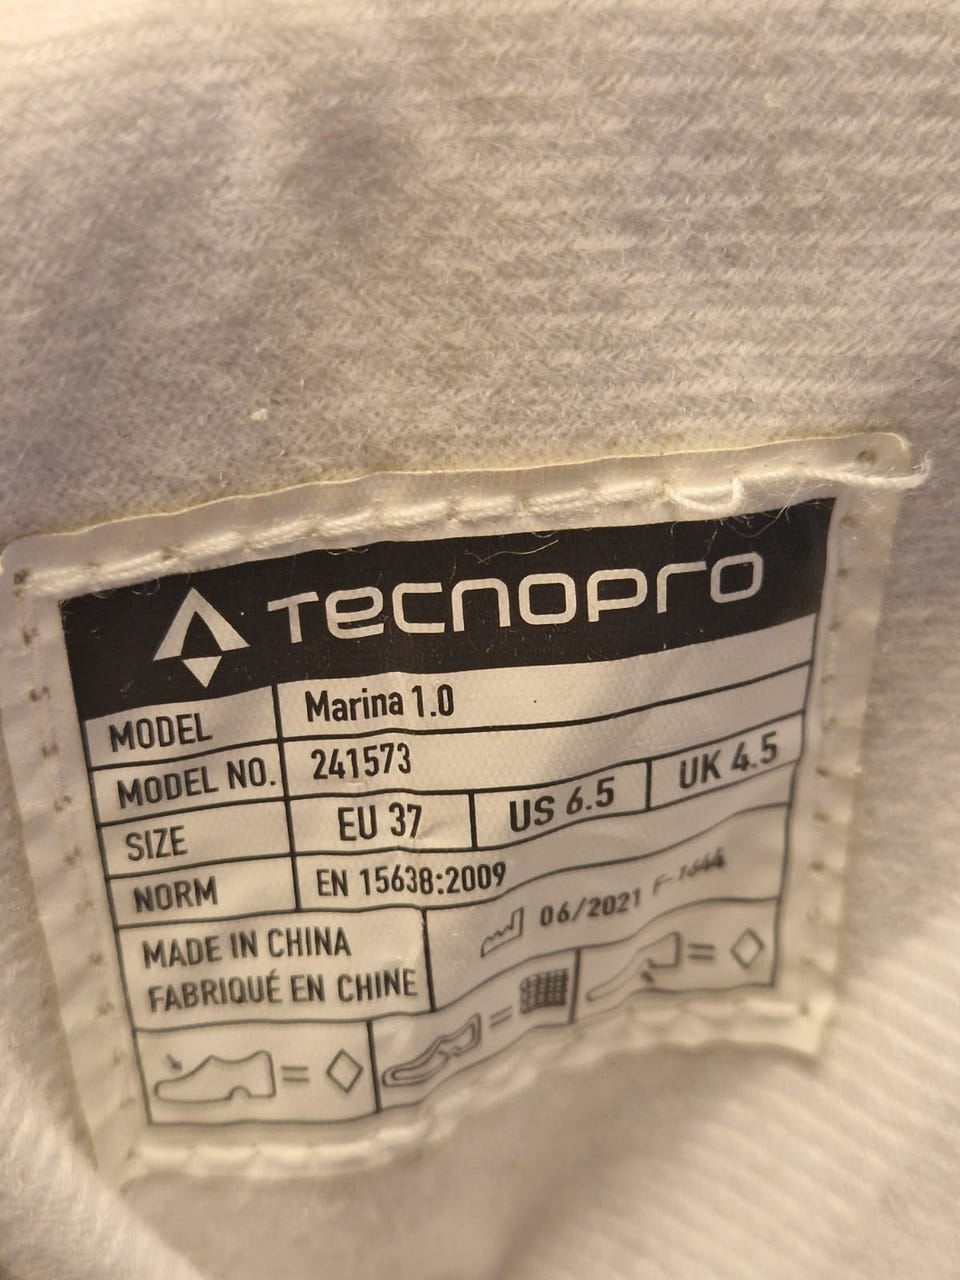 TECNOPRO
MODEL Marina 1.0
MODEL NO. 241573
SIZE EU 37 US 6.5 UK 4.5
NORM EN 15638:2009
MADE IN CHINA
FABRIQUÉ EN CHINE
06/2021 F-1644
= 
=
=